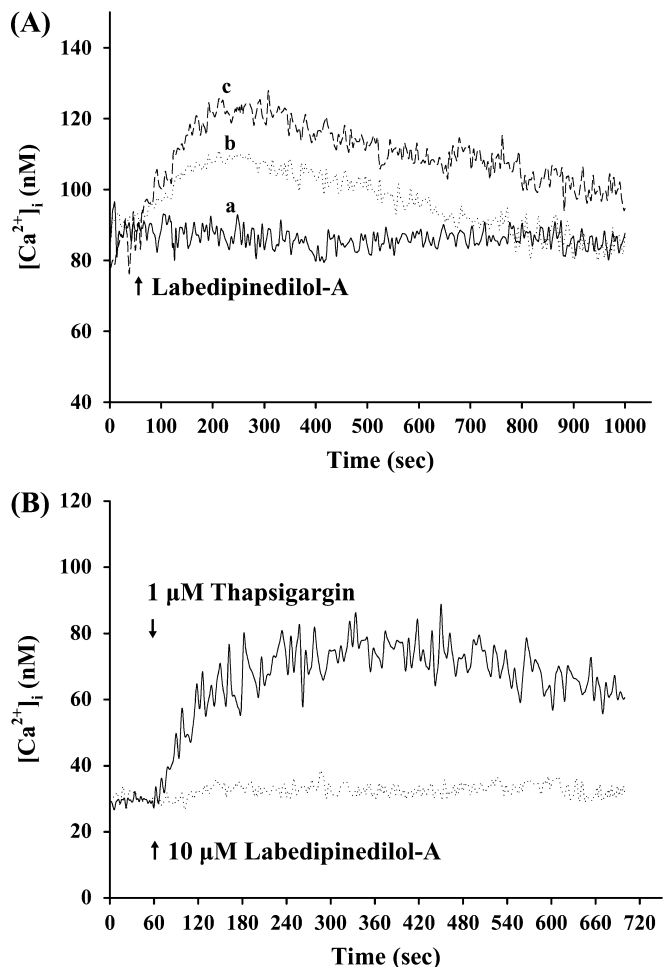 (A)
[Ca²⁺]ᵢ (nM)
140
120
100
80
60
40
c
b
a
↑ Labedipinedilol-A
0 100 200 300 400 500 600 700 800 900 1000
Time (sec)
(B)
[Ca²⁺]ᵢ (nM)
120
100
80
60
40
20
0
1 μM Thapsigargin
↓
↑ 10 μM Labedipinedilol-A
0 60 120 180 240 300 360 420 480 540 600 660 720
Time (sec)